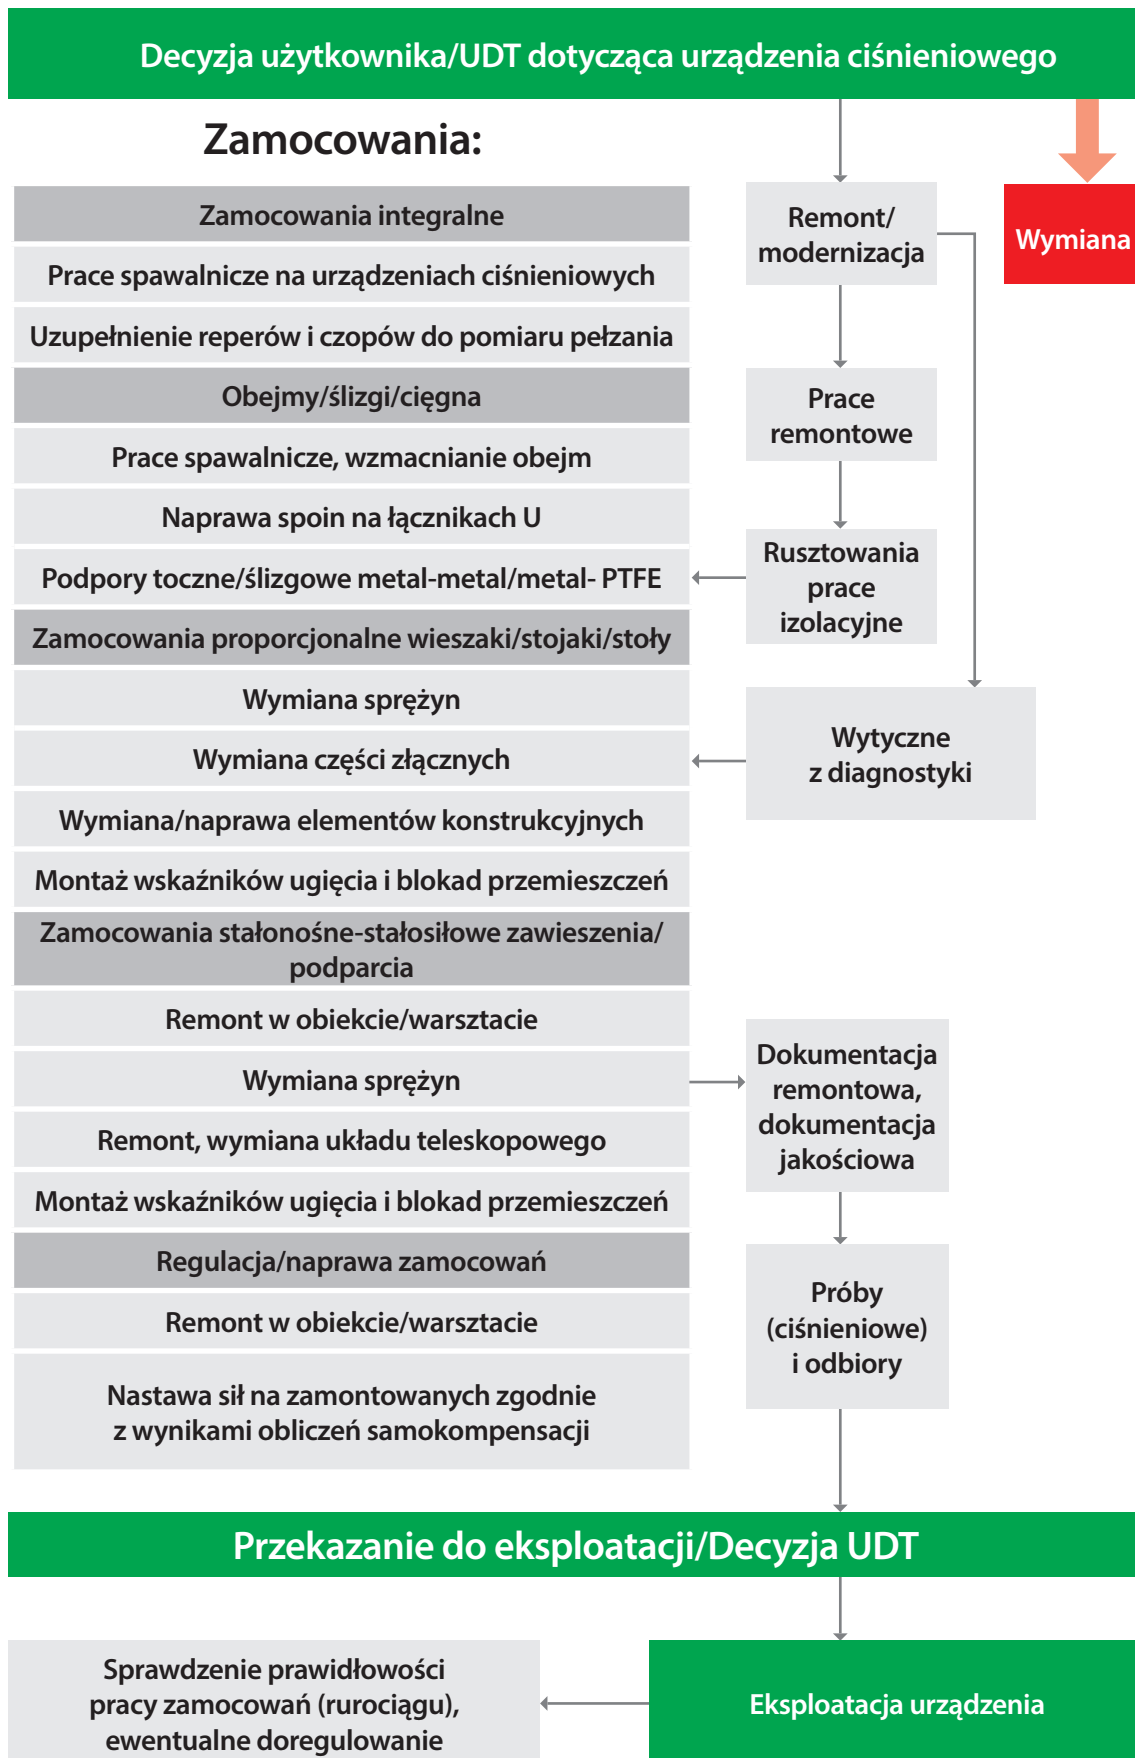 Decyzja użytkownika/UDT dotycząca urządzenia ciśnieniowego
Zamocowania:
Zamocowania integralne
Prace spawalnicze na urządzeniach ciśnieniowych
Uzupełnienie reperów i czopów do pomiaru pełzania
Obejmy/ślizgi/cięgna
Prace spawalnicze, wzmacnianie obejm
Naprawa spoin na łącznikach U
Podpory toczne/ślizgowe metal-metal/metal- PTFE
Zamocowania proporcjonalne wieszaki/stojaki/stoły
Wymiana sprężyn
Wymiana części złącznych
Wymiana/naprawa elementów konstrukcyjnych
Montaż wskaźników ugięcia i blokad przemieszczeń
Zamocowania stałonośne-stałosiłowe zawieszenia/
podparcia
Remont w obiekcie/warsztacie
Wymiana sprężyn
Remont, wymiana układu teleskopowego
Montaż wskaźników ugięcia i blokad przemieszczeń
Regulacja/naprawa zamocowań
Remont w obiekcie/warsztacie
Nastawa sił na zamontowanych zgodnie
z wynikami obliczeń samokompensacji
Remont/
modernizacja
Wymiana
Prace
remontowe
Rusztowania
prace
izolacyjne
Wytyczne
z diagnostyki
Dokumentacja
remontowa,
dokumentacja
jakościowa
Próby
(ciśnieniowe)
i odbiory
Przekazanie do eksploatacji/Decyzja UDT
Sprawdzenie prawidłowości
pracy zamocowań (rurociągu),
ewentualne doregulowanie
Eksploatacja urządzenia